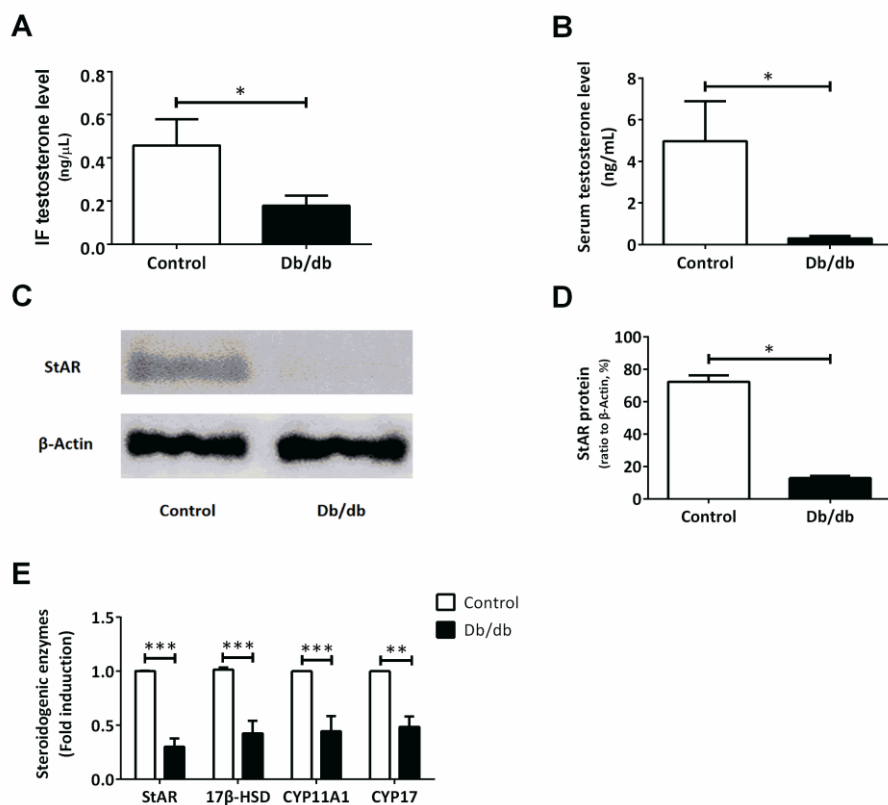 A
IF testosterone level
(ng/μL)
0.8
0.6
0.4
0.2
0.0
*
Control
Db/db
B
Serum testosterone level
(ng/mL)
8
6
4
2
0
*
Control
Db/db
C
StAR
β-Actin
Control
Db/db
D
StAR protein
(ratio to β-Actin, %)
100
80
60
40
20
0
*
Control
Db/db
E
Steroidogenic enzymes
(Fold induuction)
1.5
1.0
0.5
0.0
***
***
***
**
StAR
17β-HSD
CYP11A1
CYP17
Control
Db/db